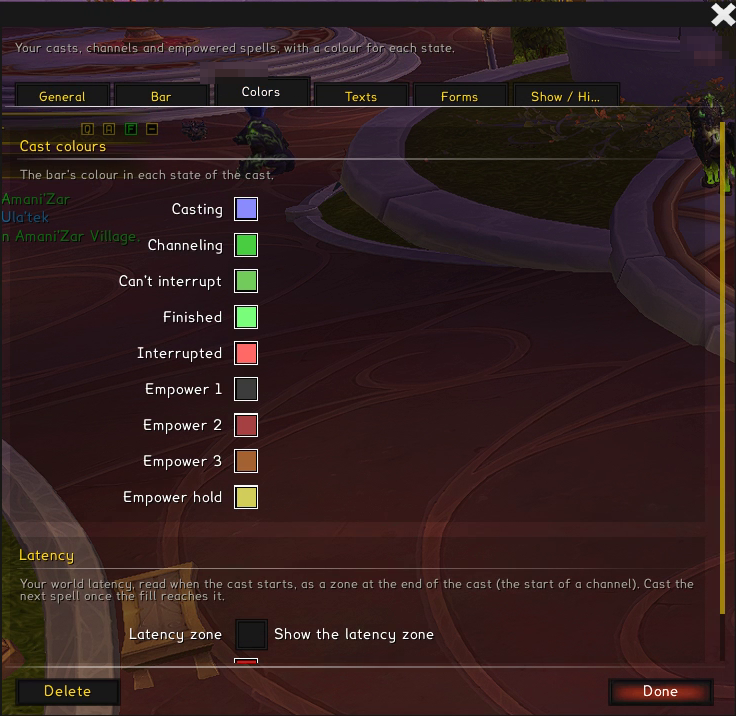 Your casts, channels and empowered spells, with a colour for each state.
General
Bar
Colors
Texts
Forms
Show / Hi...
Q A F
Cast colours
The bar's colour in each state of the cast.
Amani'Zar
Casting
Ula'tek
n Amani'Zar Village.
Channeling
Can't interrupt
Finished
Interrupted
Empower 1
Empower 2
Empower 3
Empower hold
Latency
Your world latency, read when the cast starts, as a zone at the end of the cast (the start of a channel). Cast the
next spell once the fill reaches it.
Latency zone
Show the latency zone
Delete
Done